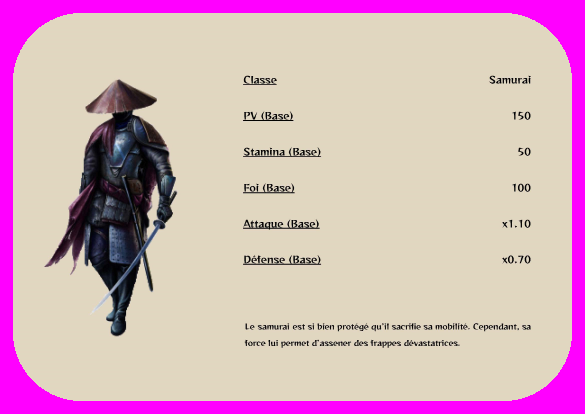 Classe Samurai
PV (Base) 150
Stamina (Base) 50
Foi (Base) 100
Attaque (Base) x1.10
Défense (Base) x0.70
Le samurai est si bien protégé qu'il sacrifie sa mobilité. Cependant, sa
force lui permet d'assener des frappes dévastatrices.